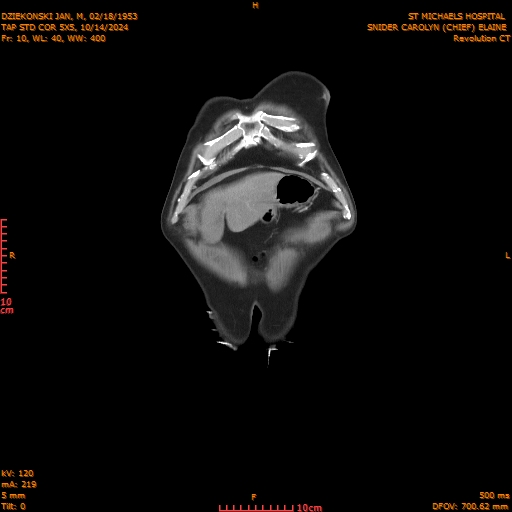 H
DZIEKONSKI JAN, M, 02/18/1953
TAP STD COR 5X5, 10/14/2024
Fr: 10, WL: 40, WW: 400
ST MICHAELS HOSPITAL
SNIDER CAROLYN (CHIEF) ELAINE
Revolution CT
R
L
10
cm
kV: 120
mA: 219
5 mm
Tilt: 0
F
10cm
500 ms
DFOV: 700.62 mm